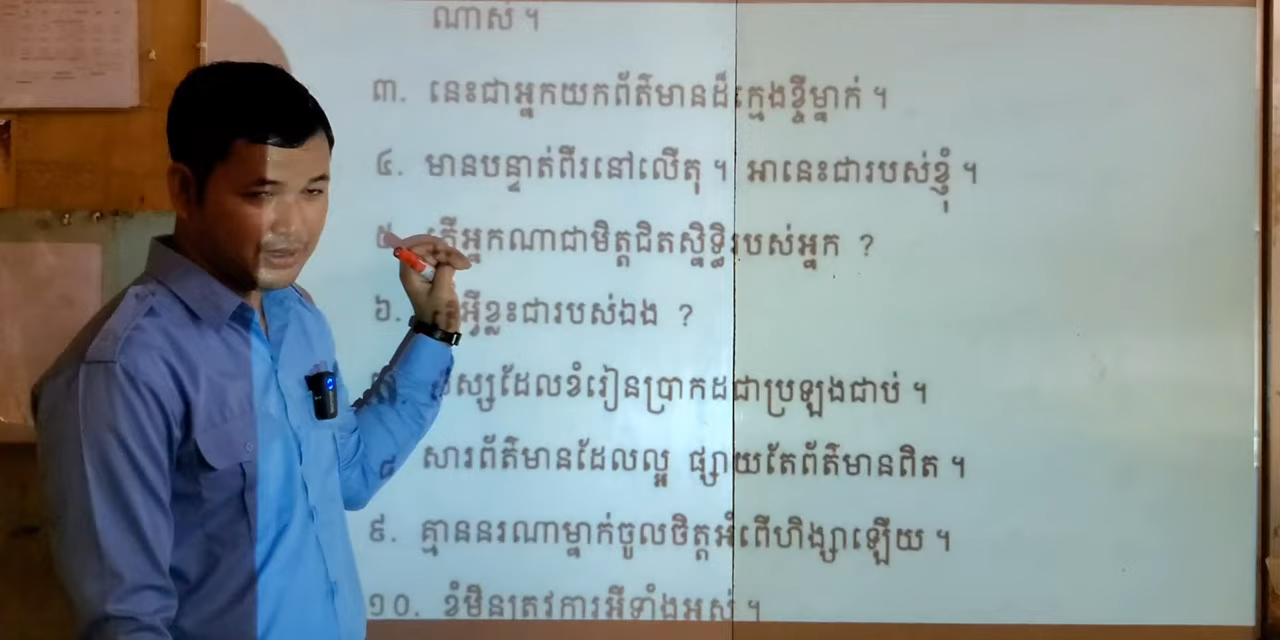 ណាស់ ។
៣. នេះជាអ្នកយកព័ត៌មានដ៏ក្មេងខ្ចីម្នាក់ ។
៤. មានបន្ទាត់ពីរនៅលើតុ ។ អានេះជារបស់ខ្ញុំ ។
៥. តើអ្នកណាជាមិត្តជិតស្និទ្ធិរបស់អ្នក ?
៦. អ្វីខ្លះជារបស់ឯង ?
ដែលខំរៀនប្រាកដជាប្រឡងជាប់ ។
៨ សារព័ត៌មានដែលល្អ ផ្សាយតែព័ត៌មានពិត ។
៩. គ្មាននរណាម្នាក់ចូលចិត្តអំពើហិង្សាឡើយ ។
១០. ខំមិនត្រូវការអ្វីទាំងអស់ ។